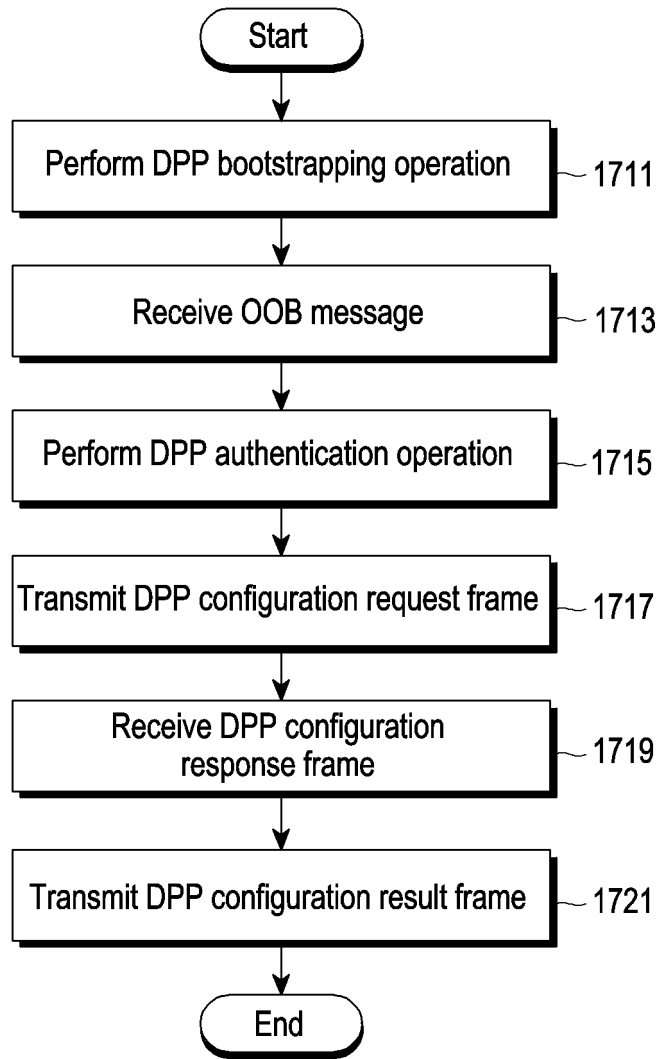 Start
Perform DPP bootstrapping operation
1711
Receive OOB message
1713
Perform DPP authentication operation
1715
Transmit DPP configuration request frame
1717
Receive DPP configuration
response frame
1719
Transmit DPP configuration result frame
1721
End